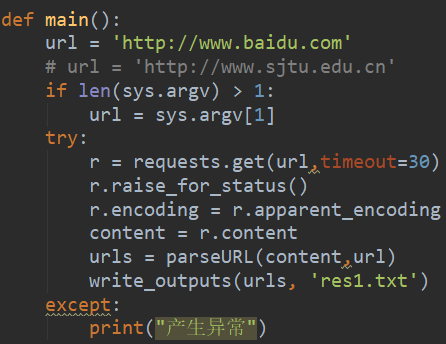 def main():
    url = 'http://www.baidu.com'
    # url = 'http://www.sjtu.edu.cn'
    if len(sys.argv) > 1:
        url = sys.argv[1]
    try:
        r = requests.get(url,timeout=30)
        r.raise_for_status()
        r.encoding = r.apparent_encoding
        content = r.content
        urls = parseURL(content,url)
        write_outputs(urls, 'res1.txt')
    except:
        print("产生异常")